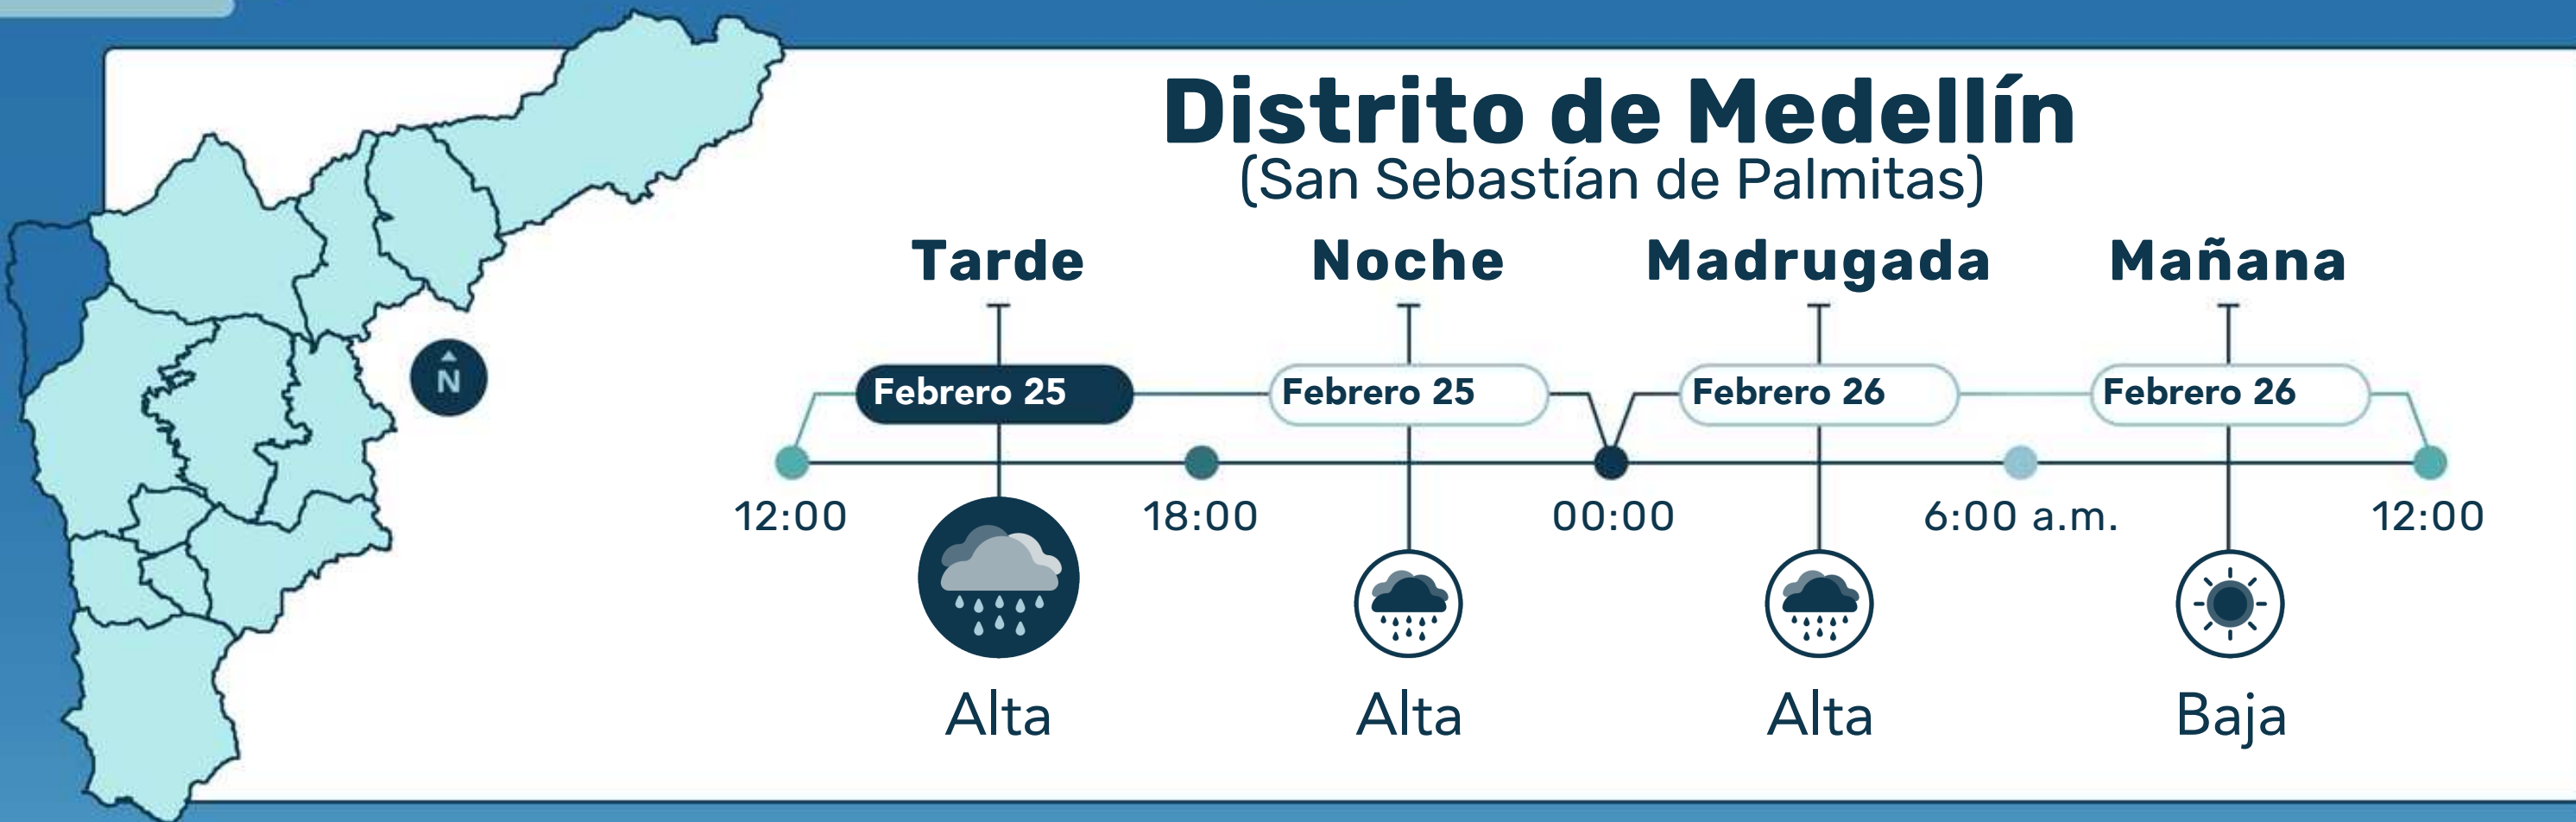 Distrito de Medellín
(San Sebastían de Palmitas)
Tarde Noche Madrugada Mañana
N
Febrero 25 Febrero 25 Febrero 26 Febrero 26
12:00 18:00 00:00 6:00 a.m. 12:00
Alta Alta Alta Baja